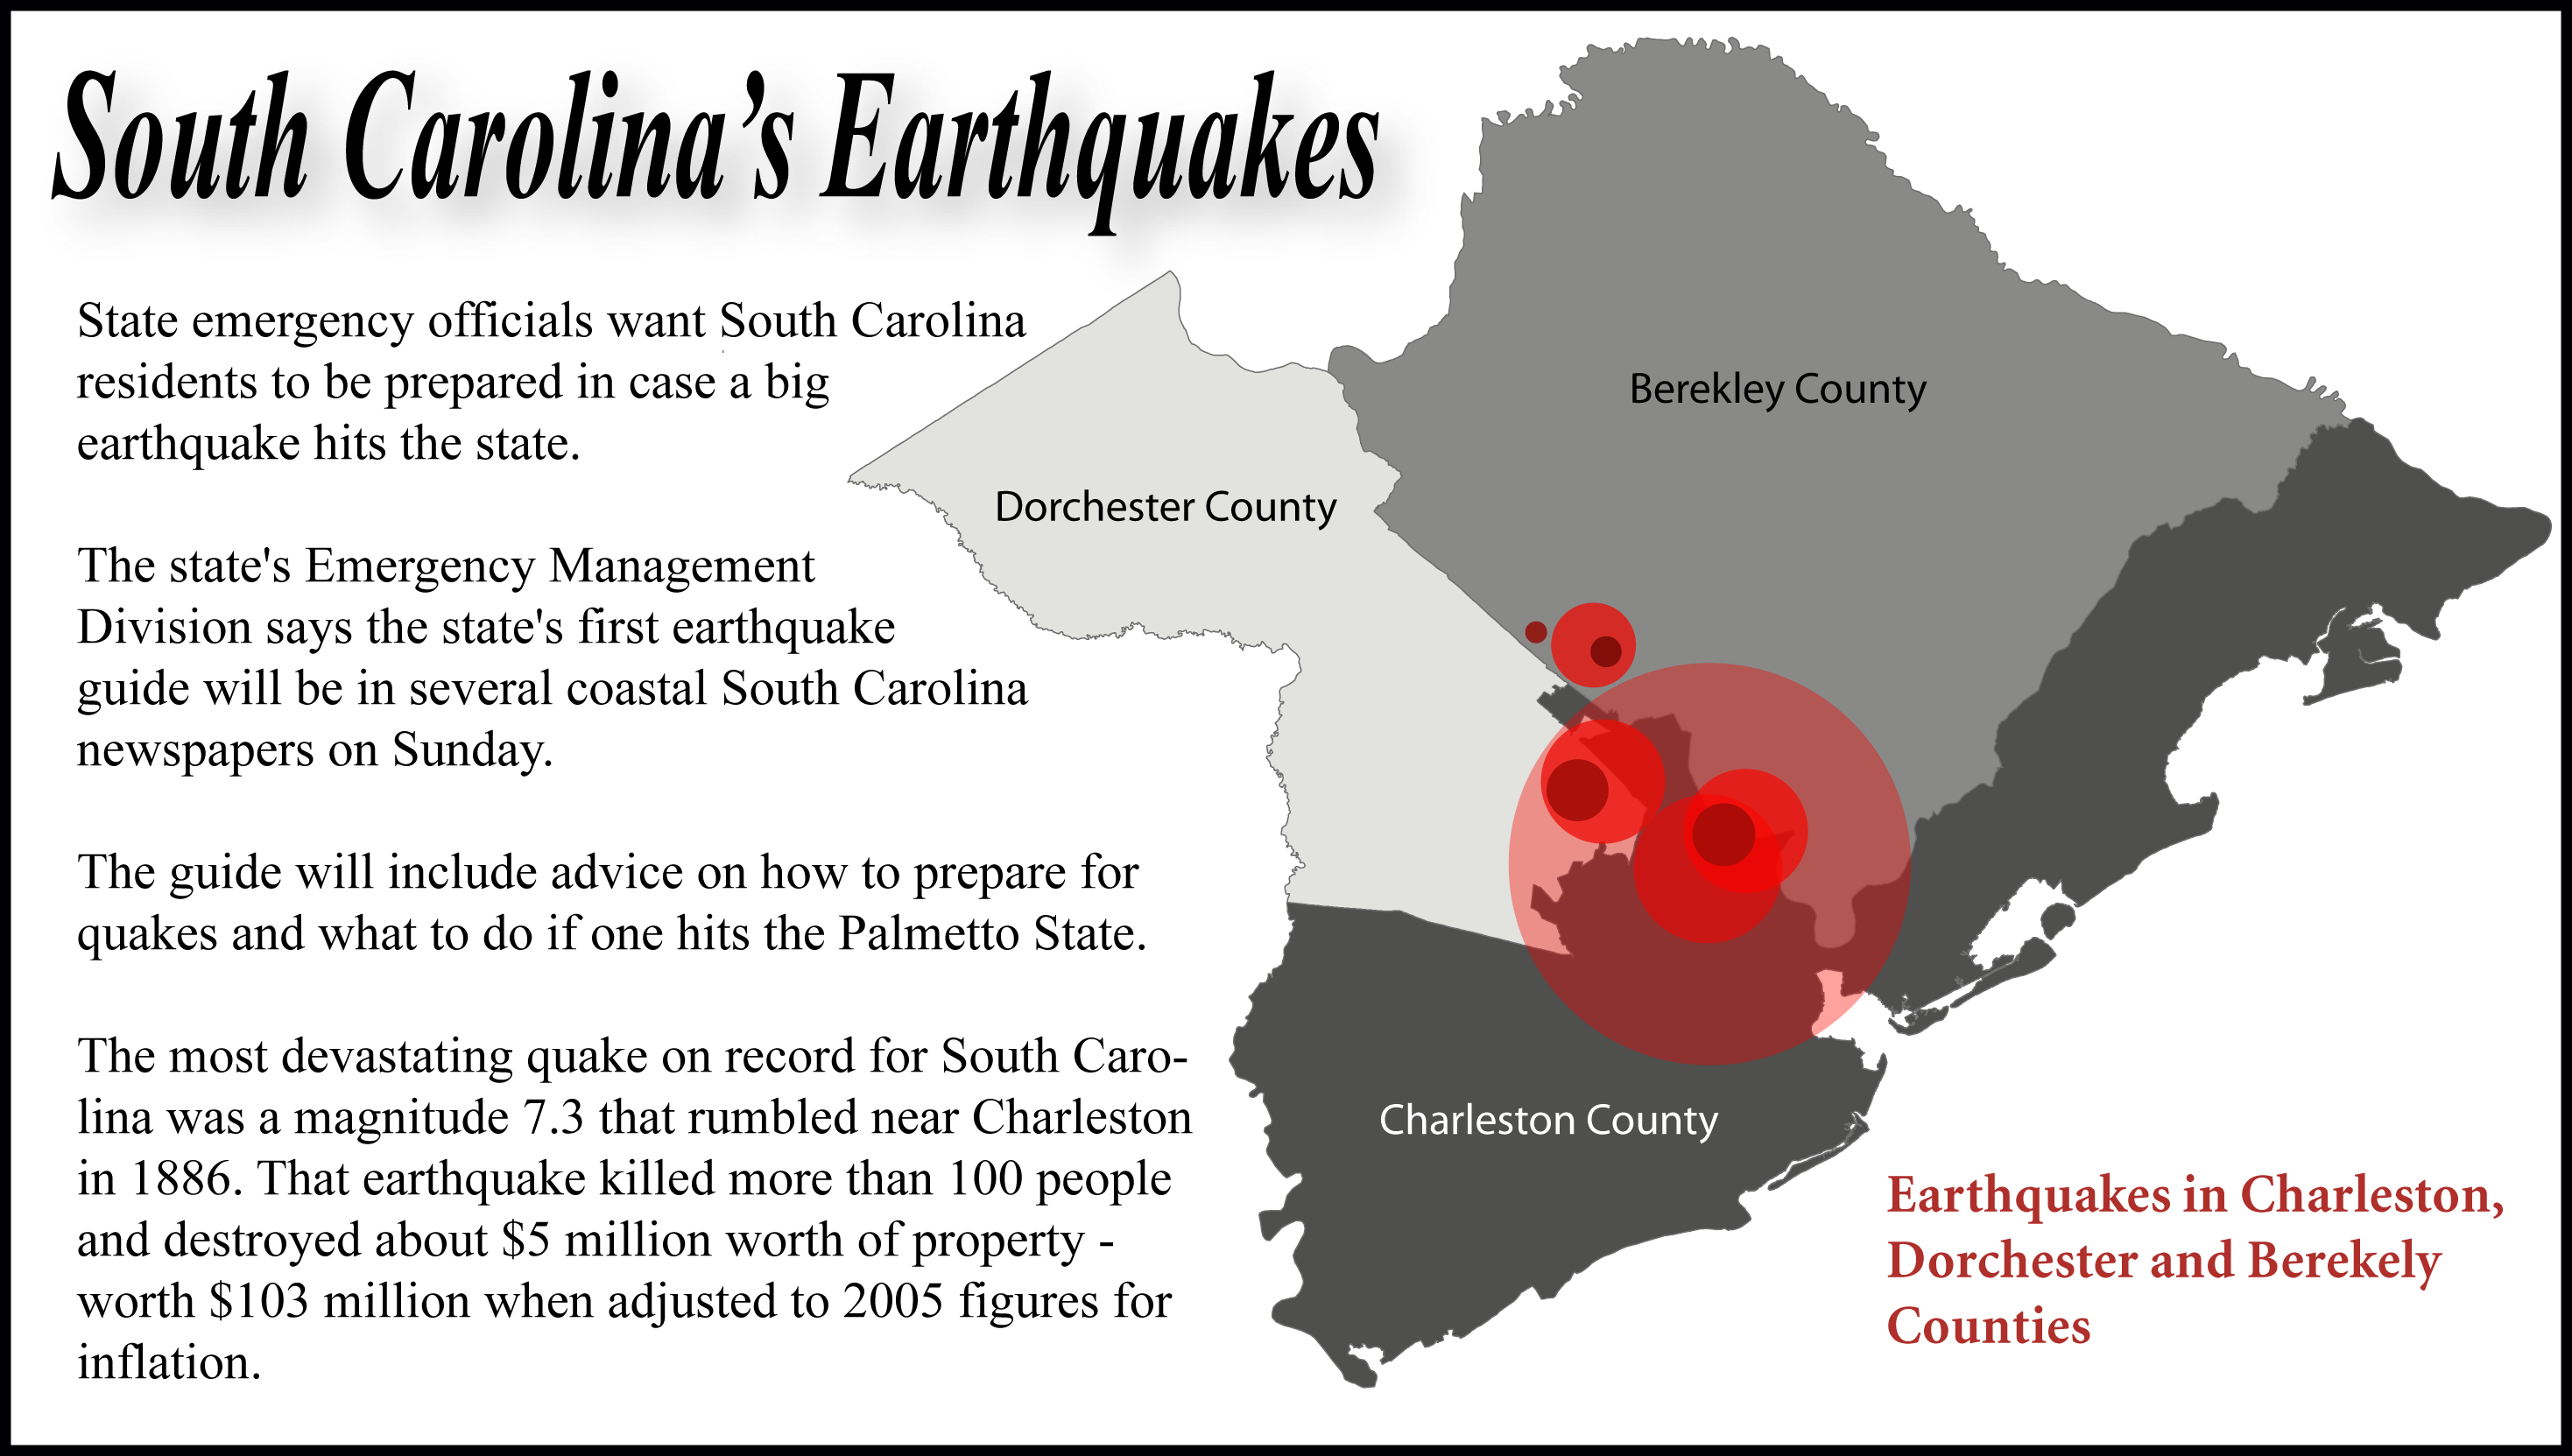 South Carolina’s Earthquakes
State emergency officials want South Carolina
residents to be prepared in case a big
earthquake hits the state.
The state's Emergency Management
Division says the state's first earthquake
guide will be in several coastal South Carolina
newspapers on Sunday.
The guide will include advice on how to prepare for
quakes and what to do if one hits the Palmetto State.
The most devastating quake on record for South Caro-
lina was a magnitude 7.3 that rumbled near Charleston
in 1886. That earthquake killed more than 100 people
and destroyed about $5 million worth of property -
worth $103 million when adjusted to 2005 figures for
inflation.
Berekley County
Dorchester County
Charleston County
Earthquakes in Charleston,
Dorchester and Berekely
Counties